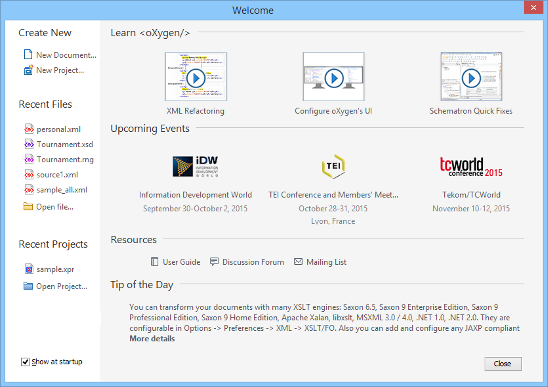 Welcome
Create New
New Document...
New Project...
Recent Files
personal.xml
Tournament.xsd
Tournament.rng
source1.xml
sample_all.xml
Open file...
Recent Projects
sample.xpr
Open Project...
Show at startup
Learn <oXygen/>
XML Refactoring
Configure oXygen's UI
Schematron Quick Fixes
Upcoming Events
iDW
INFORMATION
DEVELOPMENT
WORLD
TEI
tcworld
conference 2015
Information Development World
TEI Conference and Members' Meet...
Tekom/TCWorld
September 30-October 2, 2015
October 28-31, 2015
November 10-12, 2015
Lyon, France
Resources
User Guide
Discussion Forum
Mailing List
Tip of the Day
You can transform your documents with many XSLT engines: Saxon 6.5, Saxon 9 Enterprise Edition, Saxon 9
Professional Edition, Saxon 9 Home Edition, Apache Xalan, libxslt, MSXML 3.0 / 4.0, .NET 1.0, .NET 2.0. They are
configurable in Options -> Preferences -> XML -> XSLT/FO. Also you can add and configure any JAXP compliant
More details
Close